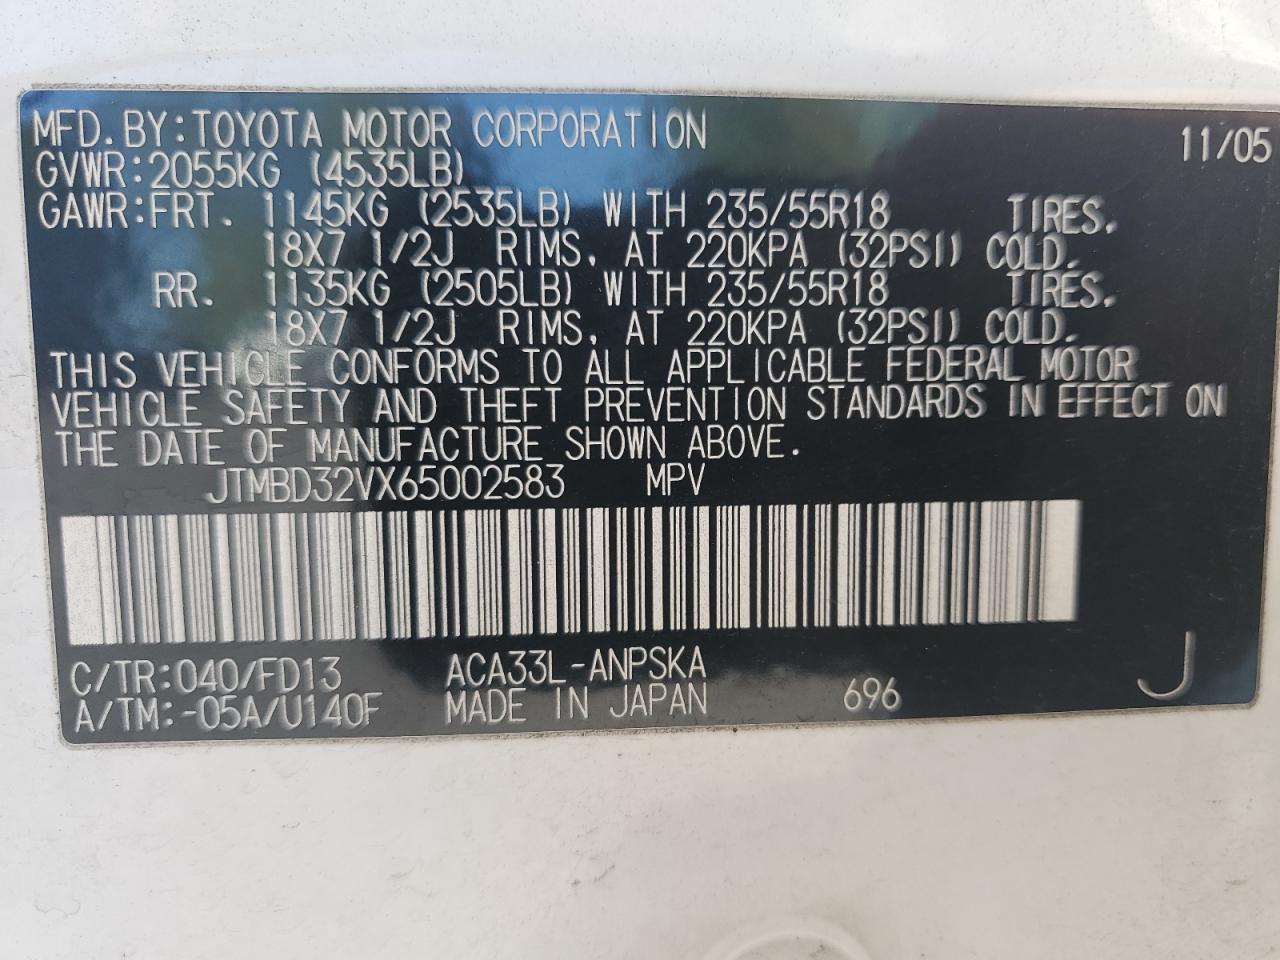 MFD. BY: TOYOTA MOTOR CORPORATION 11/05
GVWR: 2055KG (4535LB)
GAWR: FRT. 1145KG (2535LB) WITH 235/55R18 TIRES,
18X7 1/2J RIMS, AT 220KPA (32PSI) COLD.
RR. 1135KG (2505LB) WITH 235/55R18 TIRES,
18X7 1/2J RIMS, AT 220KPA (32PSI) COLD.
THIS VEHICLE CONFORMS TO ALL APPLICABLE FEDERAL MOTOR
VEHICLE SAFETY AND THEFT PREVENTION STANDARDS IN EFFECT ON
THE DATE OF MANUFACTURE SHOWN ABOVE.
JTMBD32VX65002583 MPV
C/TR: 040/FD13 ACA33L-ANPSKA J
A/TM: -05A/U140F MADE IN JAPAN 696